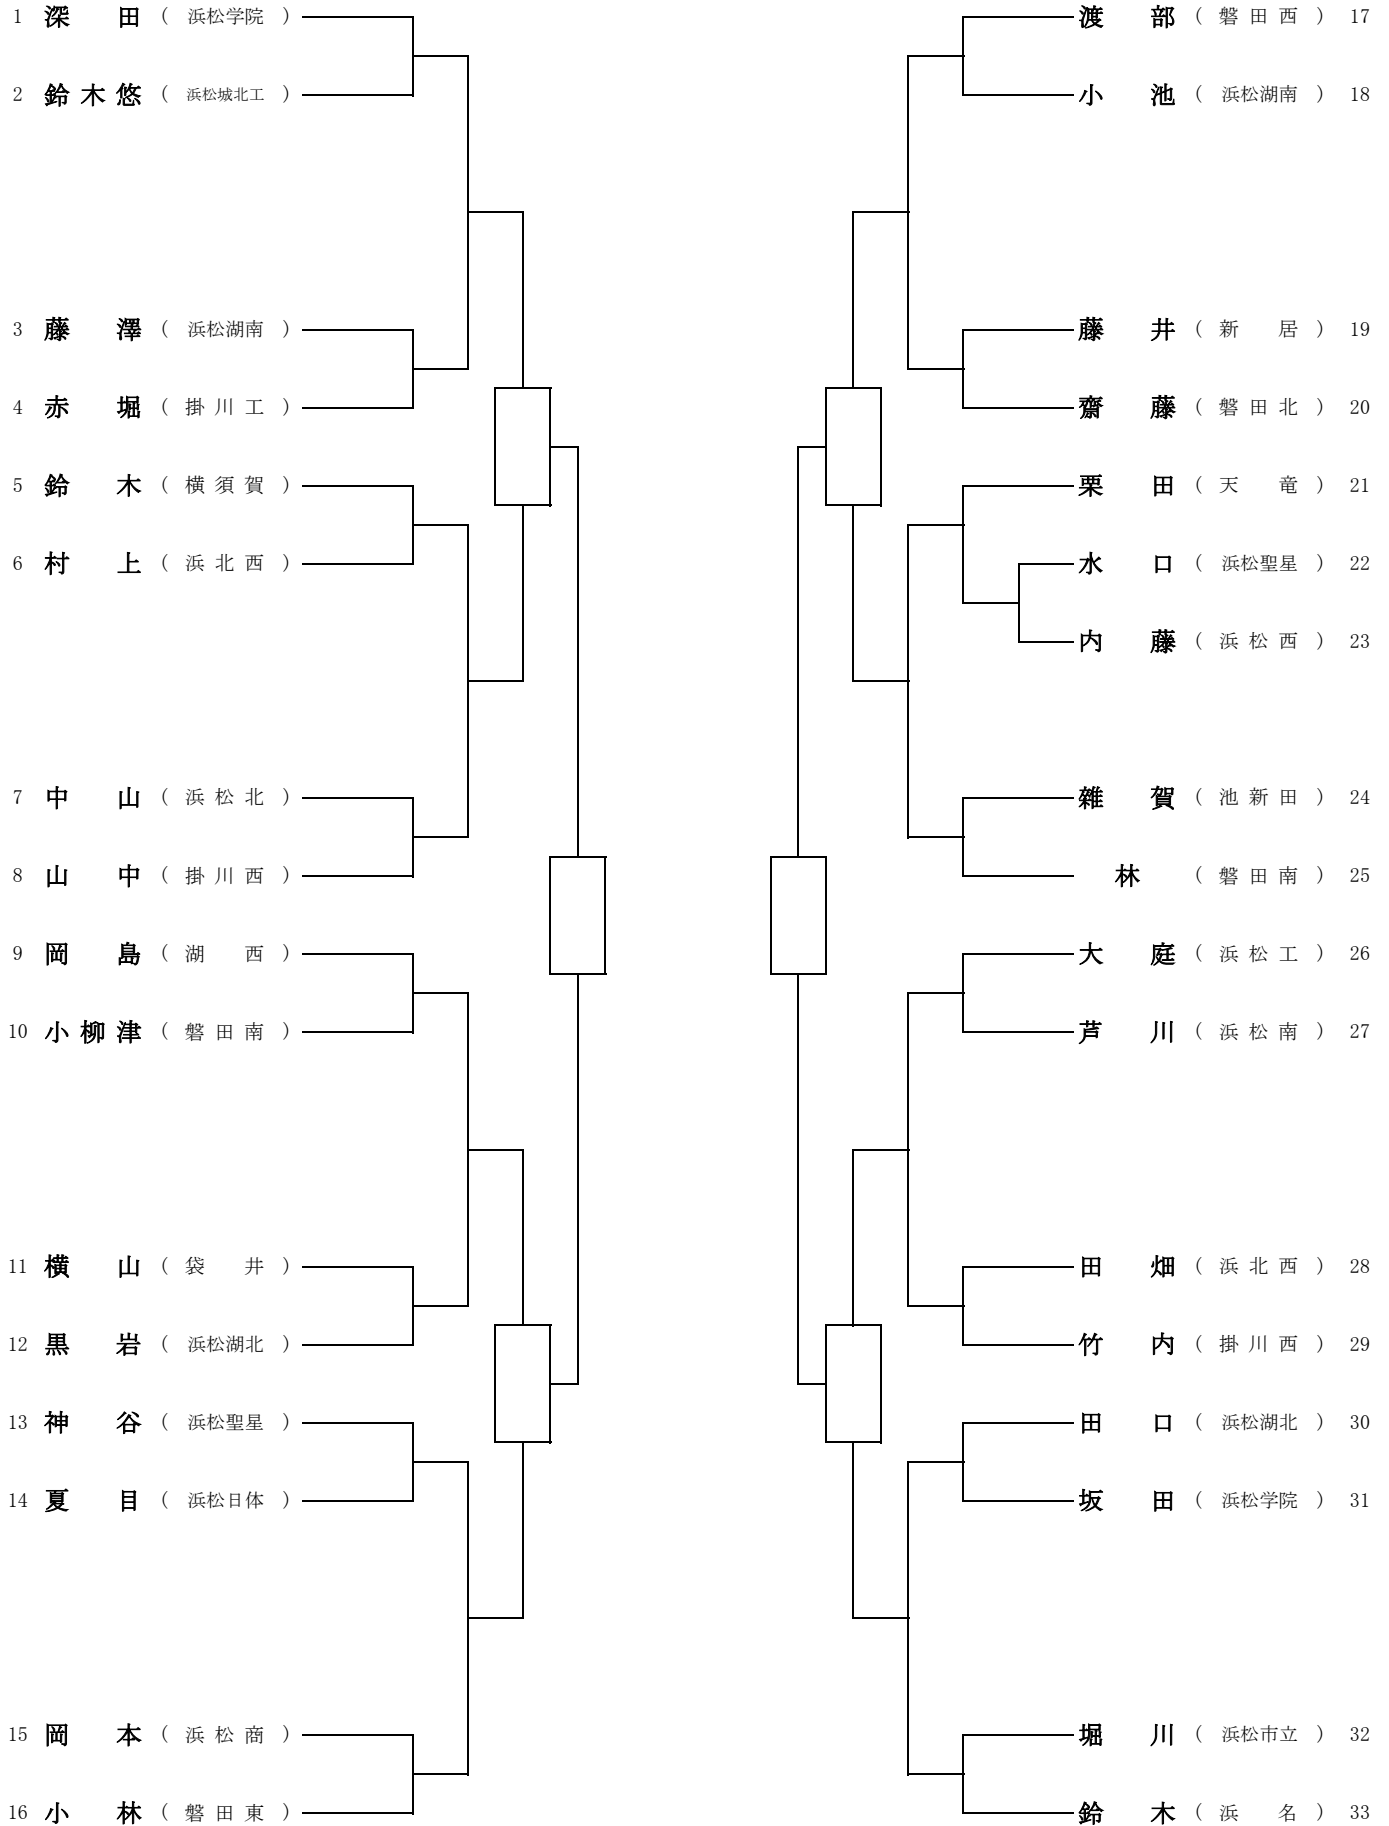 1 深田 （ 浜松学院 ）
2 鈴木悠 （ 浜松城北工 ）
3 藤澤 （ 浜松湖南 ）
4 赤堀 （ 掛川工 ）
5 鈴木 （ 横須賀 ）
6 村上 （ 浜北西 ）
7 中山 （ 浜松北 ）
8 山中 （ 掛川西 ）
9 岡島 （ 湖西 ）
10 小柳津 （ 磐田南 ）
11 横山 （ 袋井 ）
12 黒岩 （ 浜松湖北 ）
13 神谷 （ 浜松聖星 ）
14 夏目 （ 浜松日体 ）
15 岡本 （ 浜松商 ）
16 小林 （ 磐田東 ）
渡部 （ 磐田西 ） 17
小池 （ 浜松湖南 ） 18
藤井 （ 新居 ） 19
齋藤 （ 磐田北 ） 20
栗田 （ 天竜 ） 21
水口 （ 浜松聖星 ） 22
内藤 （ 浜松西 ） 23
雑賀 （ 池新田 ） 24
林 （ 磐田南 ） 25
大庭 （ 浜松工 ） 26
芦川 （ 浜松南 ） 27
田畑 （ 浜北西 ） 28
竹内 （ 掛川西 ） 29
田口 （ 浜松湖北 ） 30
坂田 （ 浜松学院 ） 31
堀川 （ 浜松市立 ） 32
鈴木 （ 浜名 ） 33